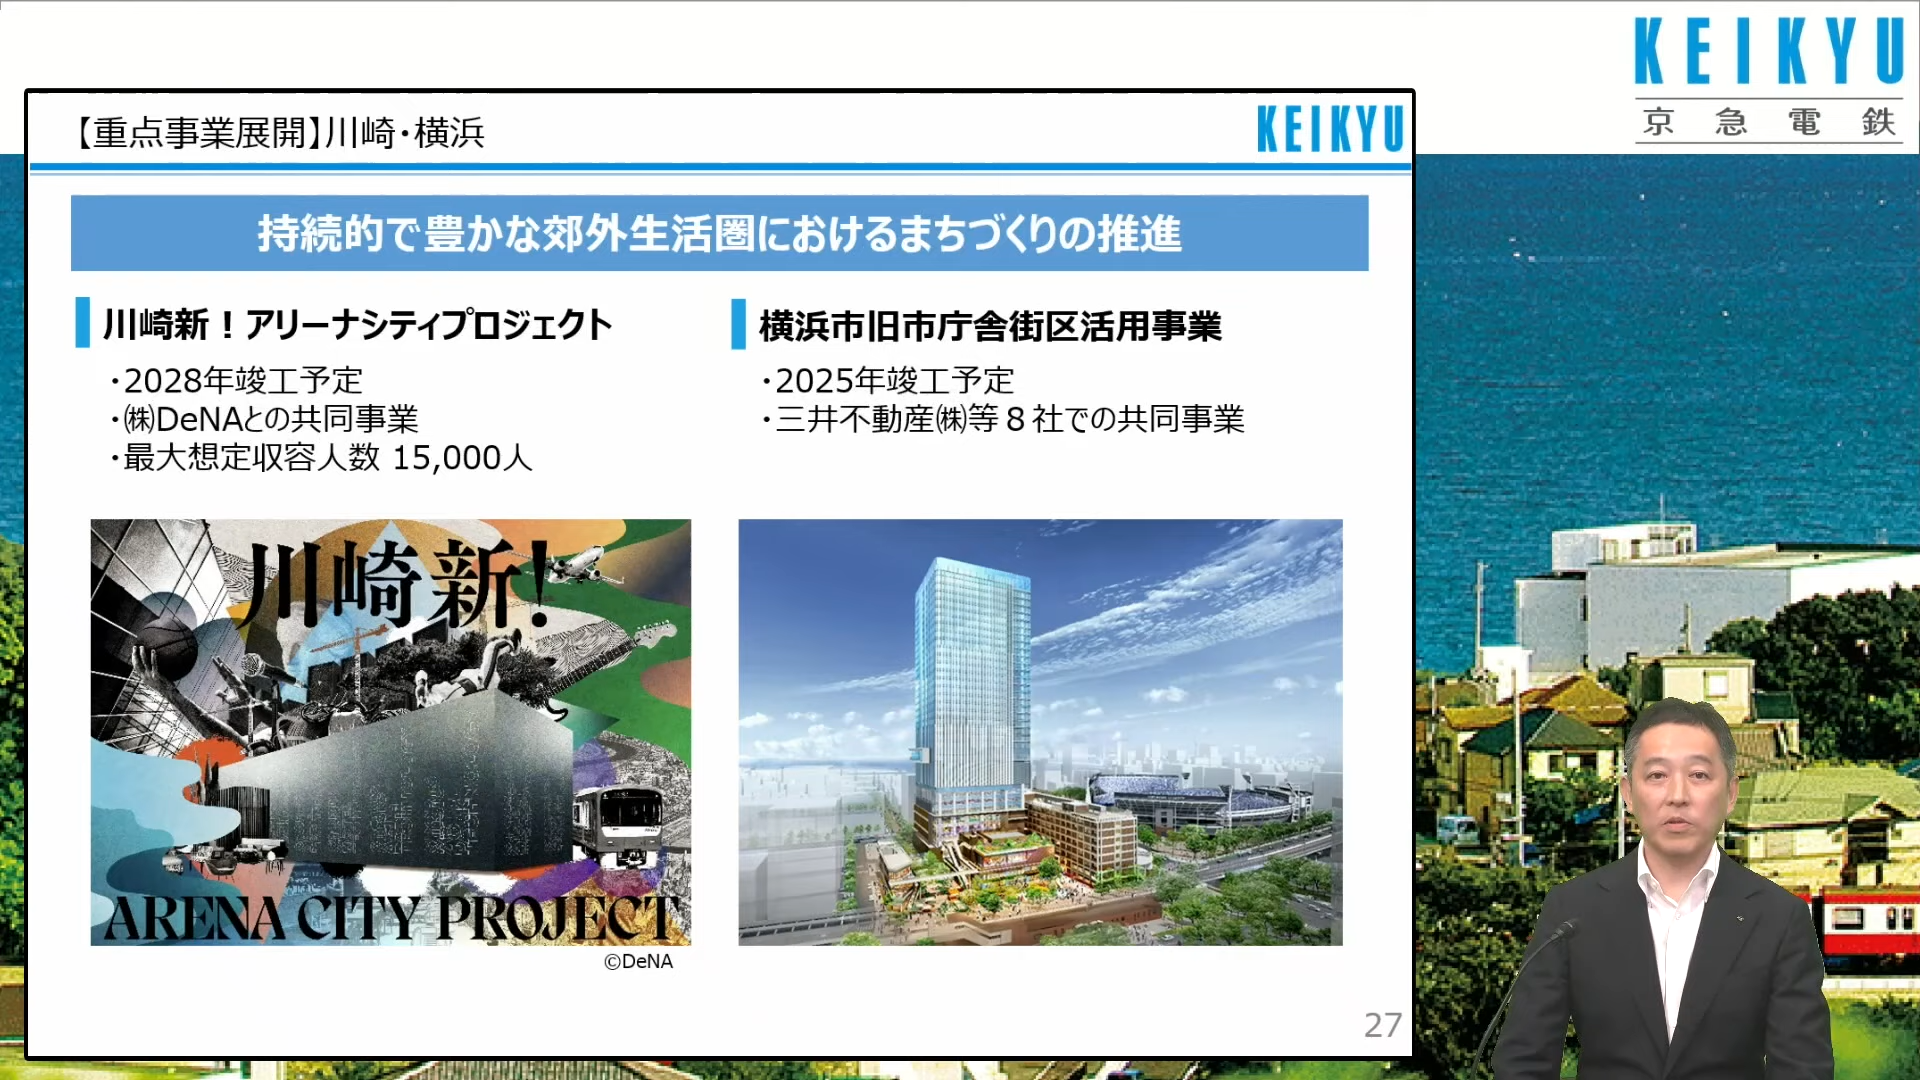 KEIKYU
京急電鉄
【重点事業展開】川崎・横浜
KEIKYU
持続的で豊かな郊外生活圏におけるまちづくりの推進
川崎新！アリーナシティプロジェクト
・2028年竣工予定
・㈱DeNAとの共同事業
・最大想定収容人数 15,000人
横浜市旧市庁舎街区活用事業
・2025年竣工予定
・三井不動産㈱等８社での共同事業
川崎新!
ARENA CITY PROJECT
©DeNA
27